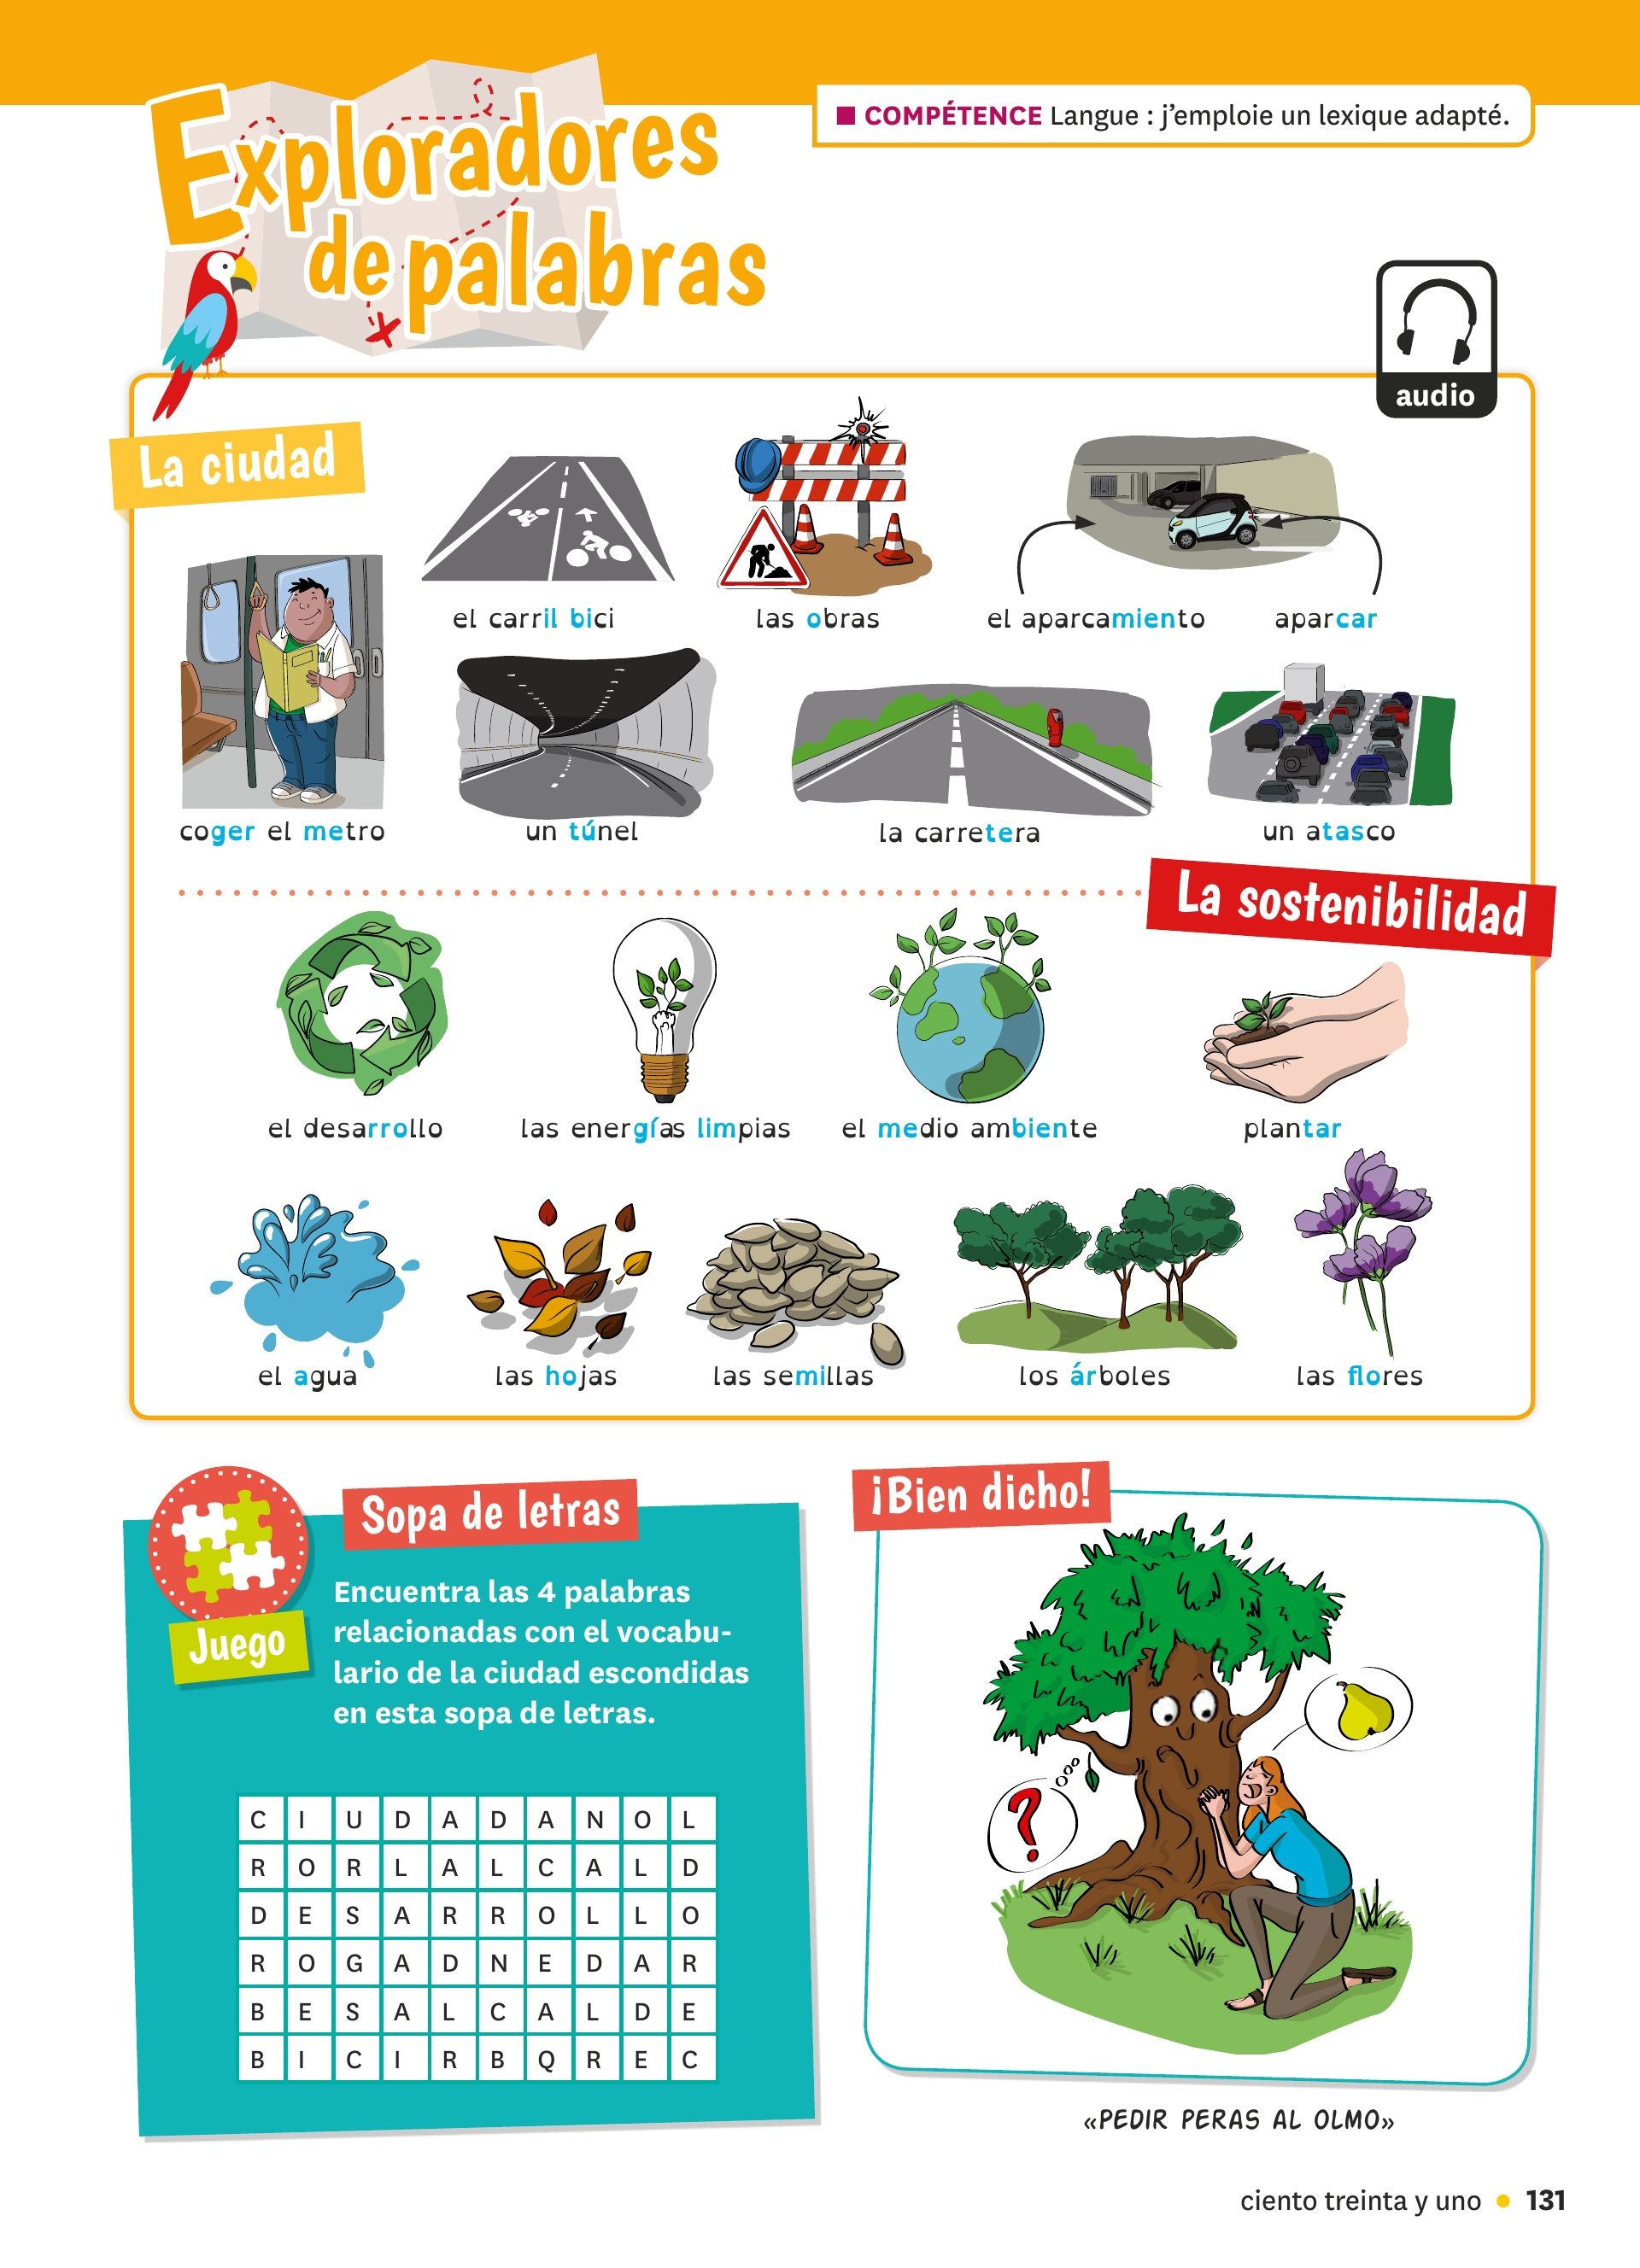 Exploradores
de palabras
■ COMPÉTENCE Langue : j’emploie un lexique adapté.
audio
La ciudad
el carril bici
las obras
el aparcamiento
aparcar
coger el metro
un túnel
la carretera
un atasco
La sostenibilidad
el desarrollo
las energías limpias
el medio ambiente
plantar
el agua
las hojas
las semillas
los árboles
las flores
Juego
Sopa de letras
Encuentra las 4 palabras
relacionadas con el vocabu-
lario de la ciudad escondidas
en esta sopa de letras.
C I U D A D A N O L
R O R L A L C A L D
D E S A R R O L L O
R O G A D N E D A R
B E S A L C A L D E
B I C I R B Q R E C
¡Bien dicho!
?
«PEDIR PERAS AL OLMO»
ciento treinta y uno • 131